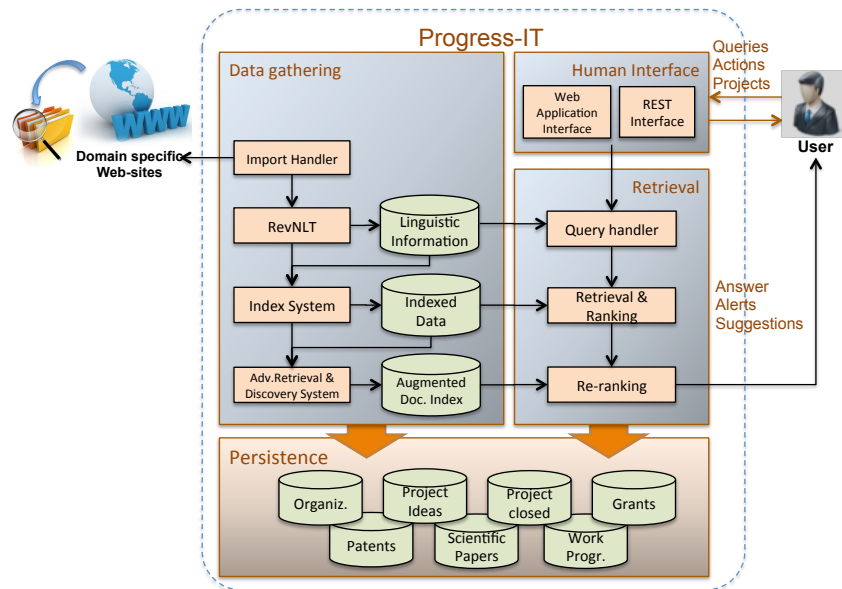 Progress-IT
Data gathering
Human Interface
Queries
Actions
Projects
Web
Application
Interface
REST
Interface
User
WWW
Domain specific
Web-sites
Import Handler
Retrieval
RevNLT
Linguistic
Information
Query handler
Index System
Indexed
Data
Retrieval &
Ranking
Answer
Alerts
Suggestions
Adv.Retrieval &
Discovery System
Augmented
Doc. Index
Re-ranking
Persistence
Organiz.
Project
Ideas
Project
closed
Grants
Patents
Scientific
Papers
Work
Progr.